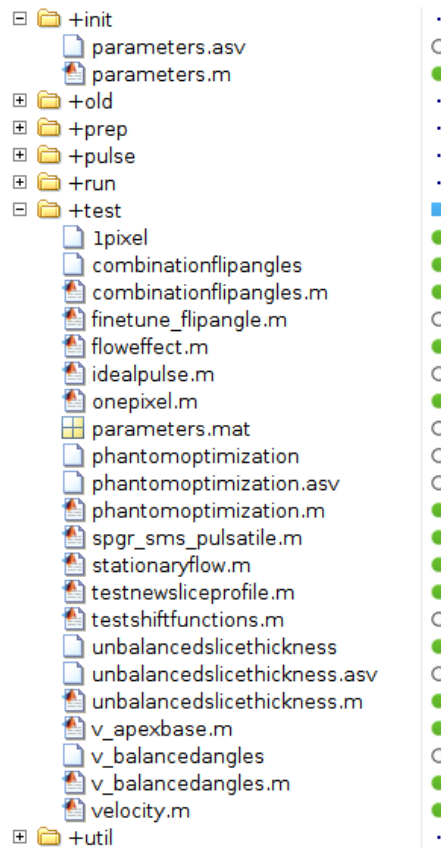 +init
parameters.asv
parameters.m
+old
+prep
+pulse
+run
+test
1pixel
combinationflipangles
combinationflipangles.m
finetune_flipangle.m
floweffect.m
idealpulse.m
onepixel.m
parameters.mat
phantomoptimization
phantomoptimization.asv
phantomoptimization.m
spgr_sms_pulsatile.m
stationaryflow.m
testnewsliceprofile.m
testshiftfunctions.m
unbalancedslicethickness
unbalancedslicethickness.asv
unbalancedslicethickness.m
v_apexbase.m
v_balancedangles
v_balancedangles.m
velocity.m
+util